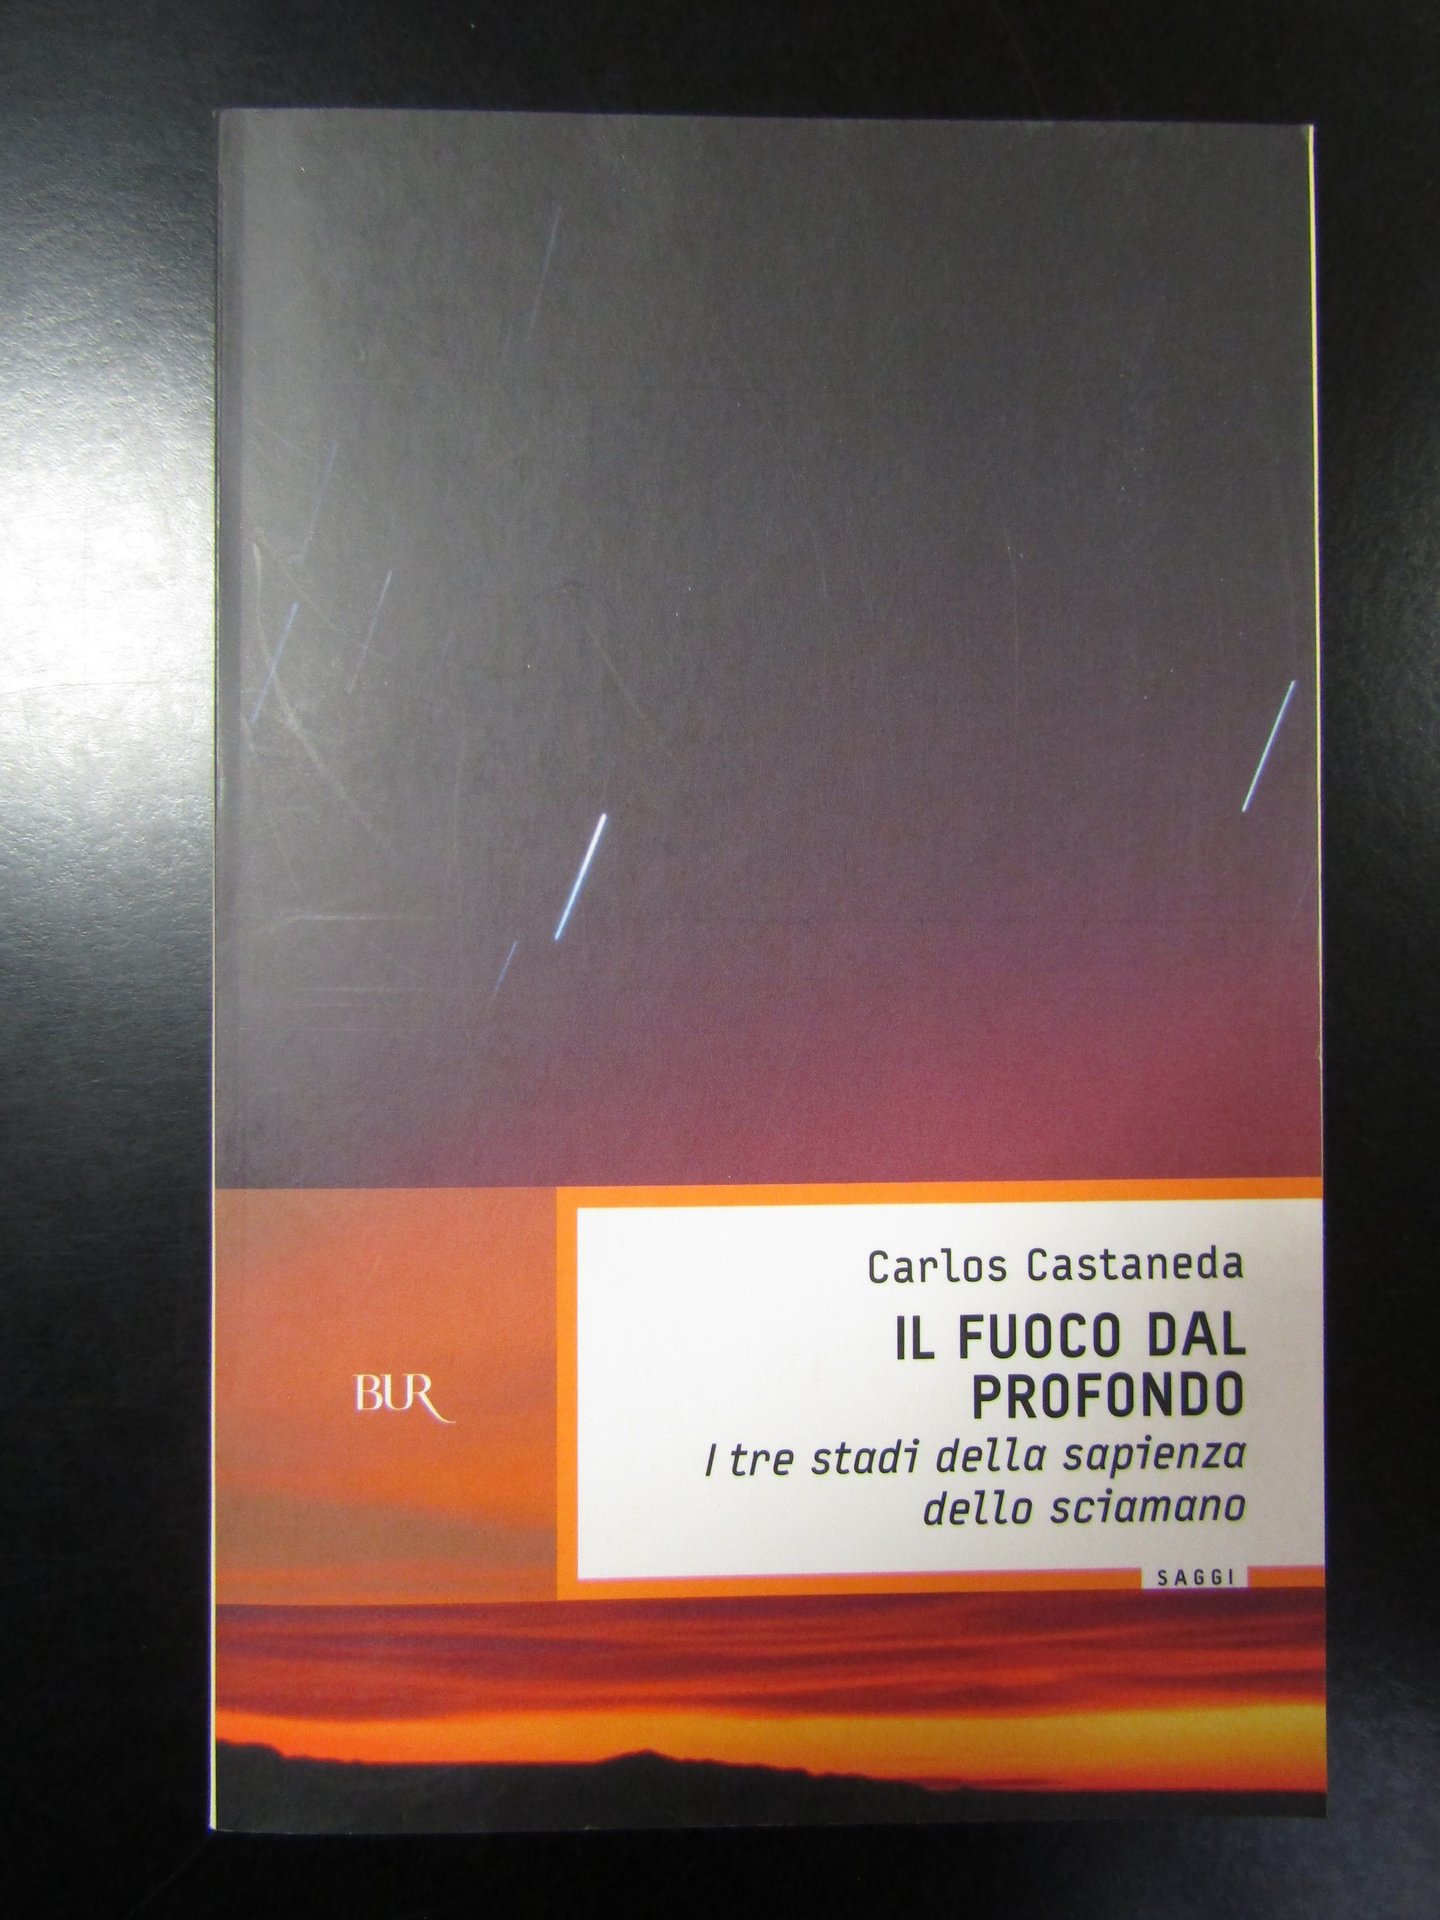 Carlos Castaneda
IL FUOCO DAL
PROFONDO
I tre stadi della sapienza
dello sciamano
BUR
SAGGI